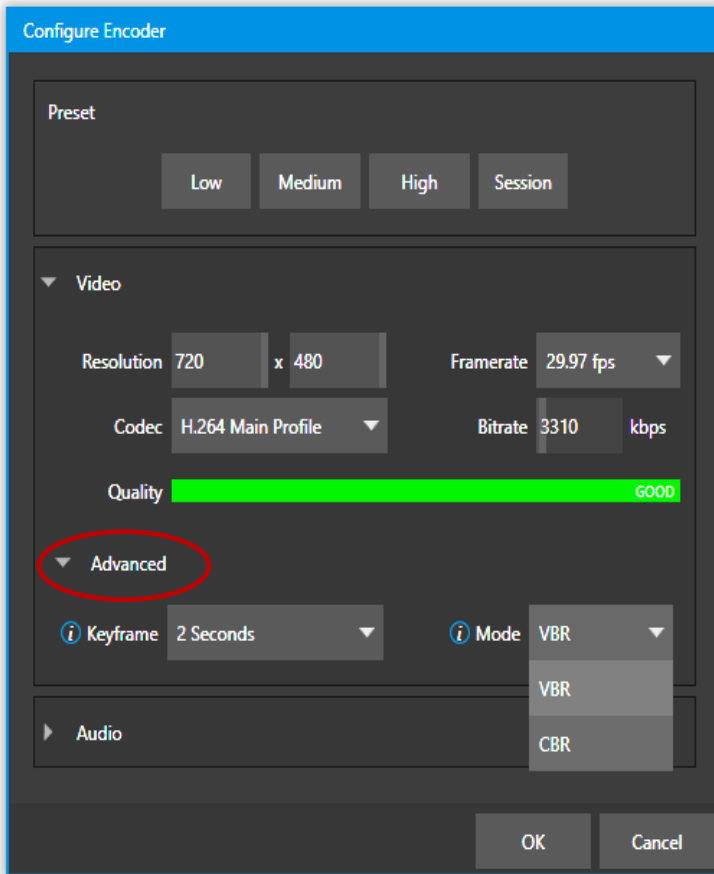 Configure Encoder
Preset
Low Medium High Session
Video
Resolution 720 x 480 Framerate 29.97 fps
Codec H.264 Main Profile Bitrate 3310 kbps
Quality GOOD
Advanced
i Keyframe 2 Seconds i Mode VBR
VBR
Audio
CBR
OK Cancel